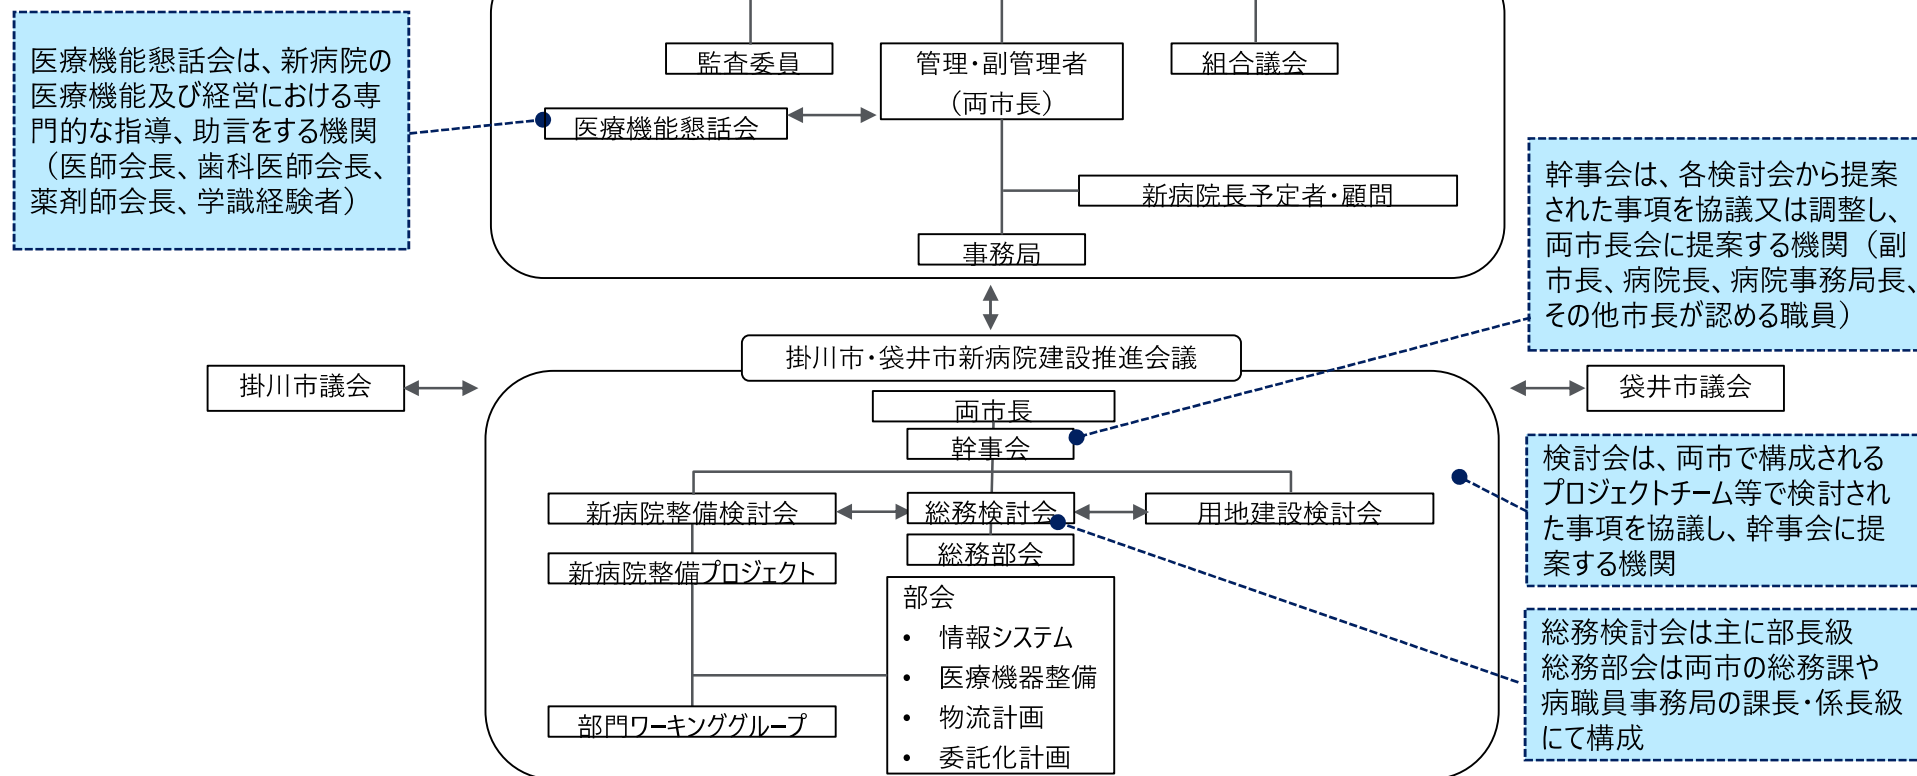 医療機能懇話会は、新病院の
医療機能及び経営における専
門的な指導、助言をする機関
（医師会長、歯科医師会長、
薬剤師会長、学識経験者）
監査委員
管理・副管理者
（両市長）
組合議会
医療機能懇話会
新病院長予定者・顧問
事務局
幹事会は、各検討会から提案
された事項を協議又は調整し、
両市長会に提案する機関（副
市長、病院長、病院事務局長、
その他市長が認める職員）
掛川市・袋井市新病院建設推進会議
掛川市議会
袋井市議会
両市長
幹事会
新病院整備検討会
総務検討会
用地建設検討会
総務部会
新病院整備プロジェクト
部会
• 情報システム
• 医療機器整備
• 物流計画
• 委託化計画
部門ワーキンググループ
検討会は、両市で構成される
プロジェクトチーム等で検討され
た事項を協議し、幹事会に提
案する機関
総務検討会は主に部長級
総務部会は両市の総務課や
病職員事務局の課長・係長級
にて構成